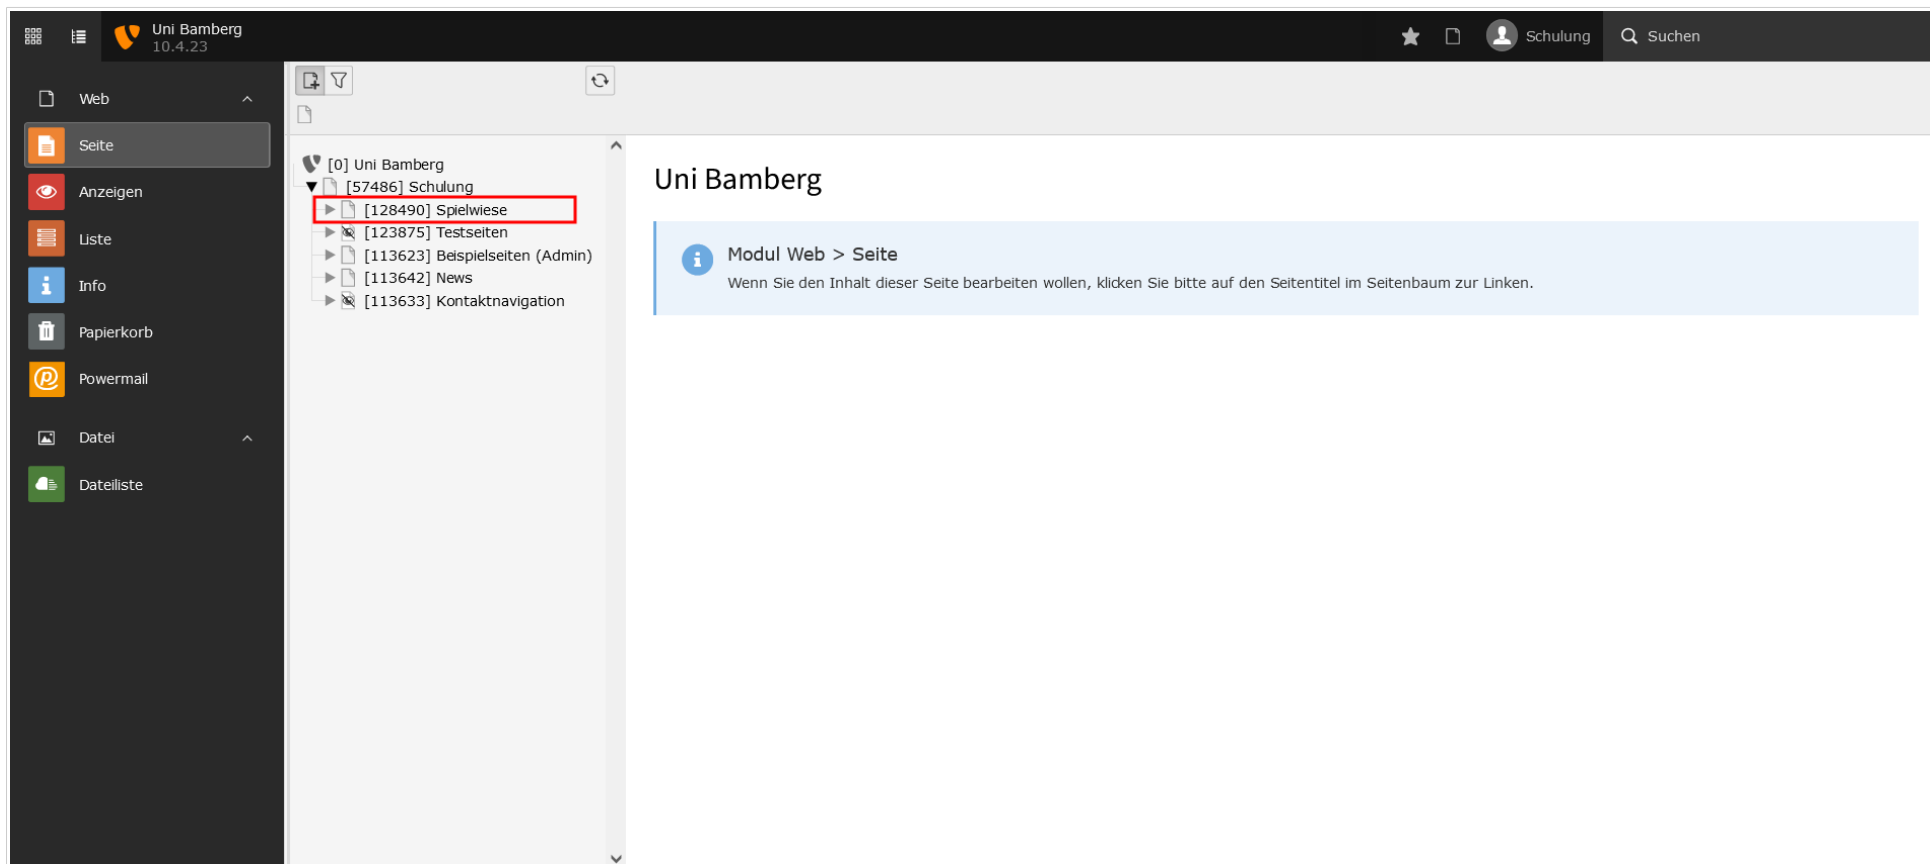 Uni Bamberg
10.4.23
Schulung
Suchen
Web
Seite
Anzeigen
Liste
Info
Papierkorb
Powermail
Datei
Dateiliste
[0] Uni Bamberg
[57486] Schulung
[128490] Spielwiese
[123875] Testseiten
[113623] Beispielseiten (Admin)
[113642] News
[113633] Kontaktnavigation
Uni Bamberg
Modul Web > Seite
Wenn Sie den Inhalt dieser Seite bearbeiten wollen, klicken Sie bitte auf den Seitentitel im Seitenbaum zur Linken.